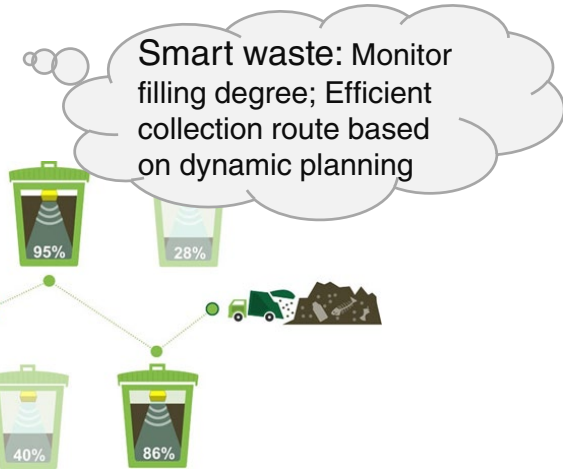 Smart waste: Monitor
filling degree; Efficient
collection route based
on dynamic planning
95%
28%
40%
86%